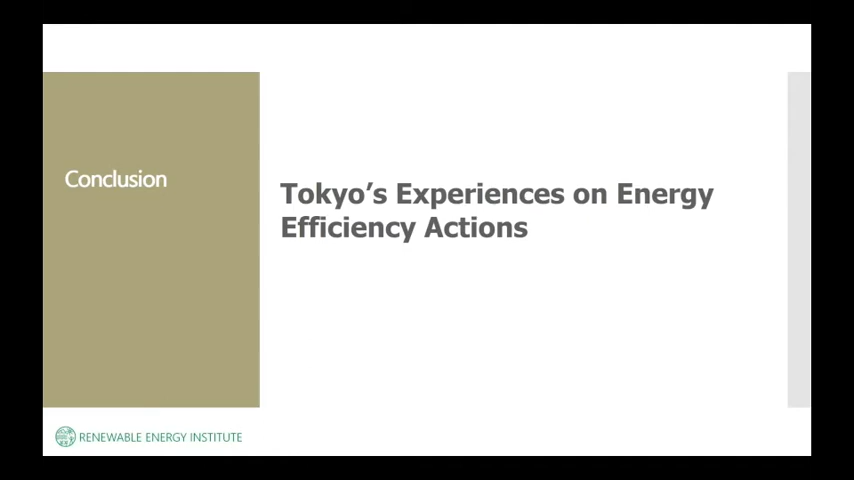 Conclusion
Tokyo’s Experiences on Energy
Efficiency Actions
RENEWABLE ENERGY INSTITUTE